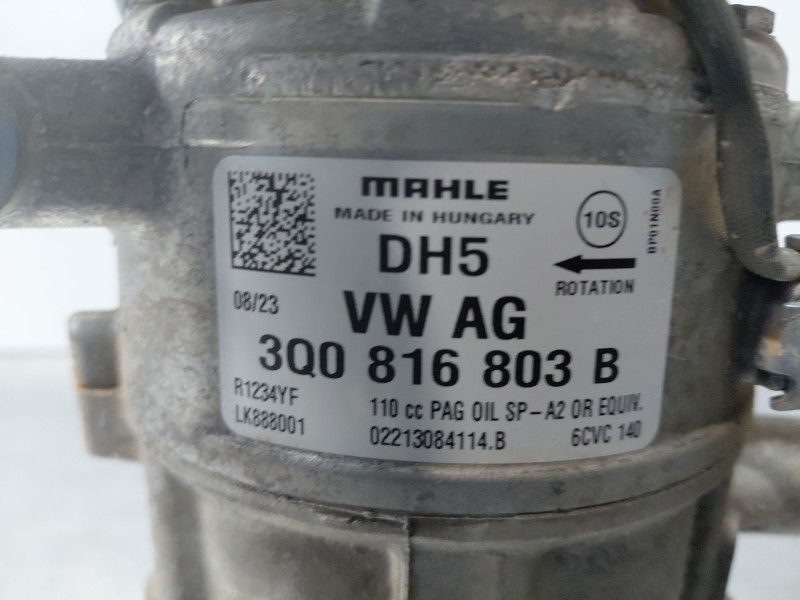 MAHLE
MADE IN HUNGARY
10S
DH5
ROTATION
08/23
VW AG
3Q0 816 803 B
R1234YF
110 cc PAG OIL SP-A2 OR EQUIV.
LK888001
02213084114.B
6CVC 140
BP01N00A